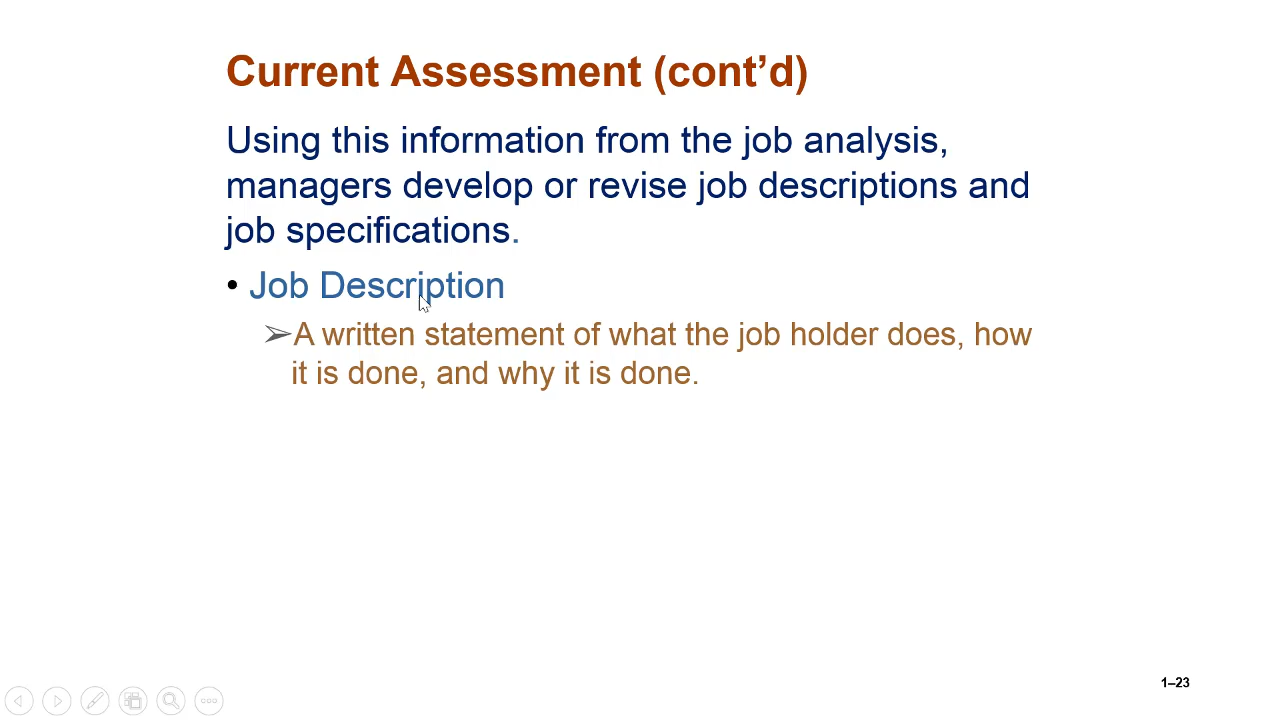 Current Assessment (cont’d)
Using this information from the job analysis,
managers develop or revise job descriptions and
job specifications.
• Job Description
➢A written statement of what the job holder does, how
it is done, and why it is done.
1–23